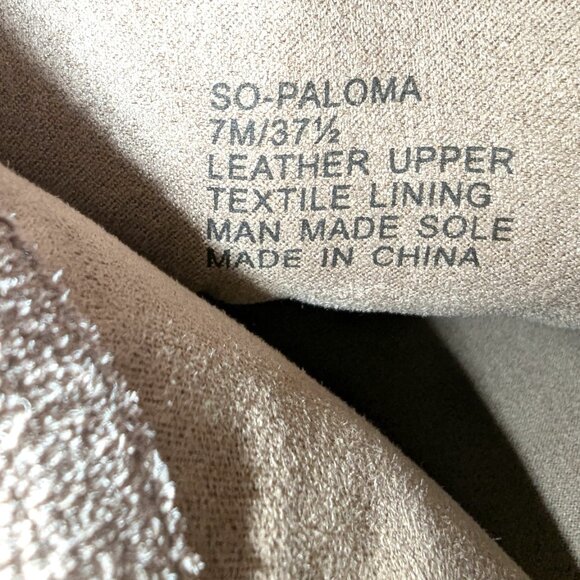 SO-PALOMA
7M/37½
LEATHER UPPER
TEXTILE LINING
MAN MADE SOLE
MADE IN CHINA